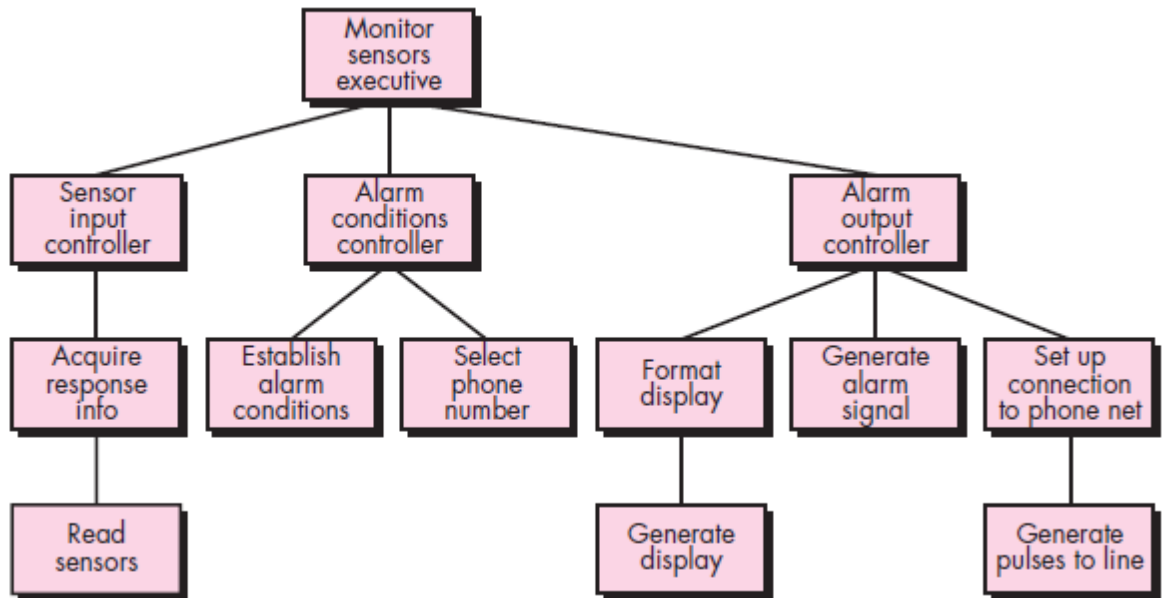 Monitor
sensors
executive
Sensor
input
controller
Alarm
conditions
controller
Alarm
output
controller
Acquire
response
info
Establish
alarm
conditions
Select
phone
number
Format
display
Generate
alarm
signal
Set up
connection
to phone net
Read
sensors
Generate
display
Generate
pulses to line